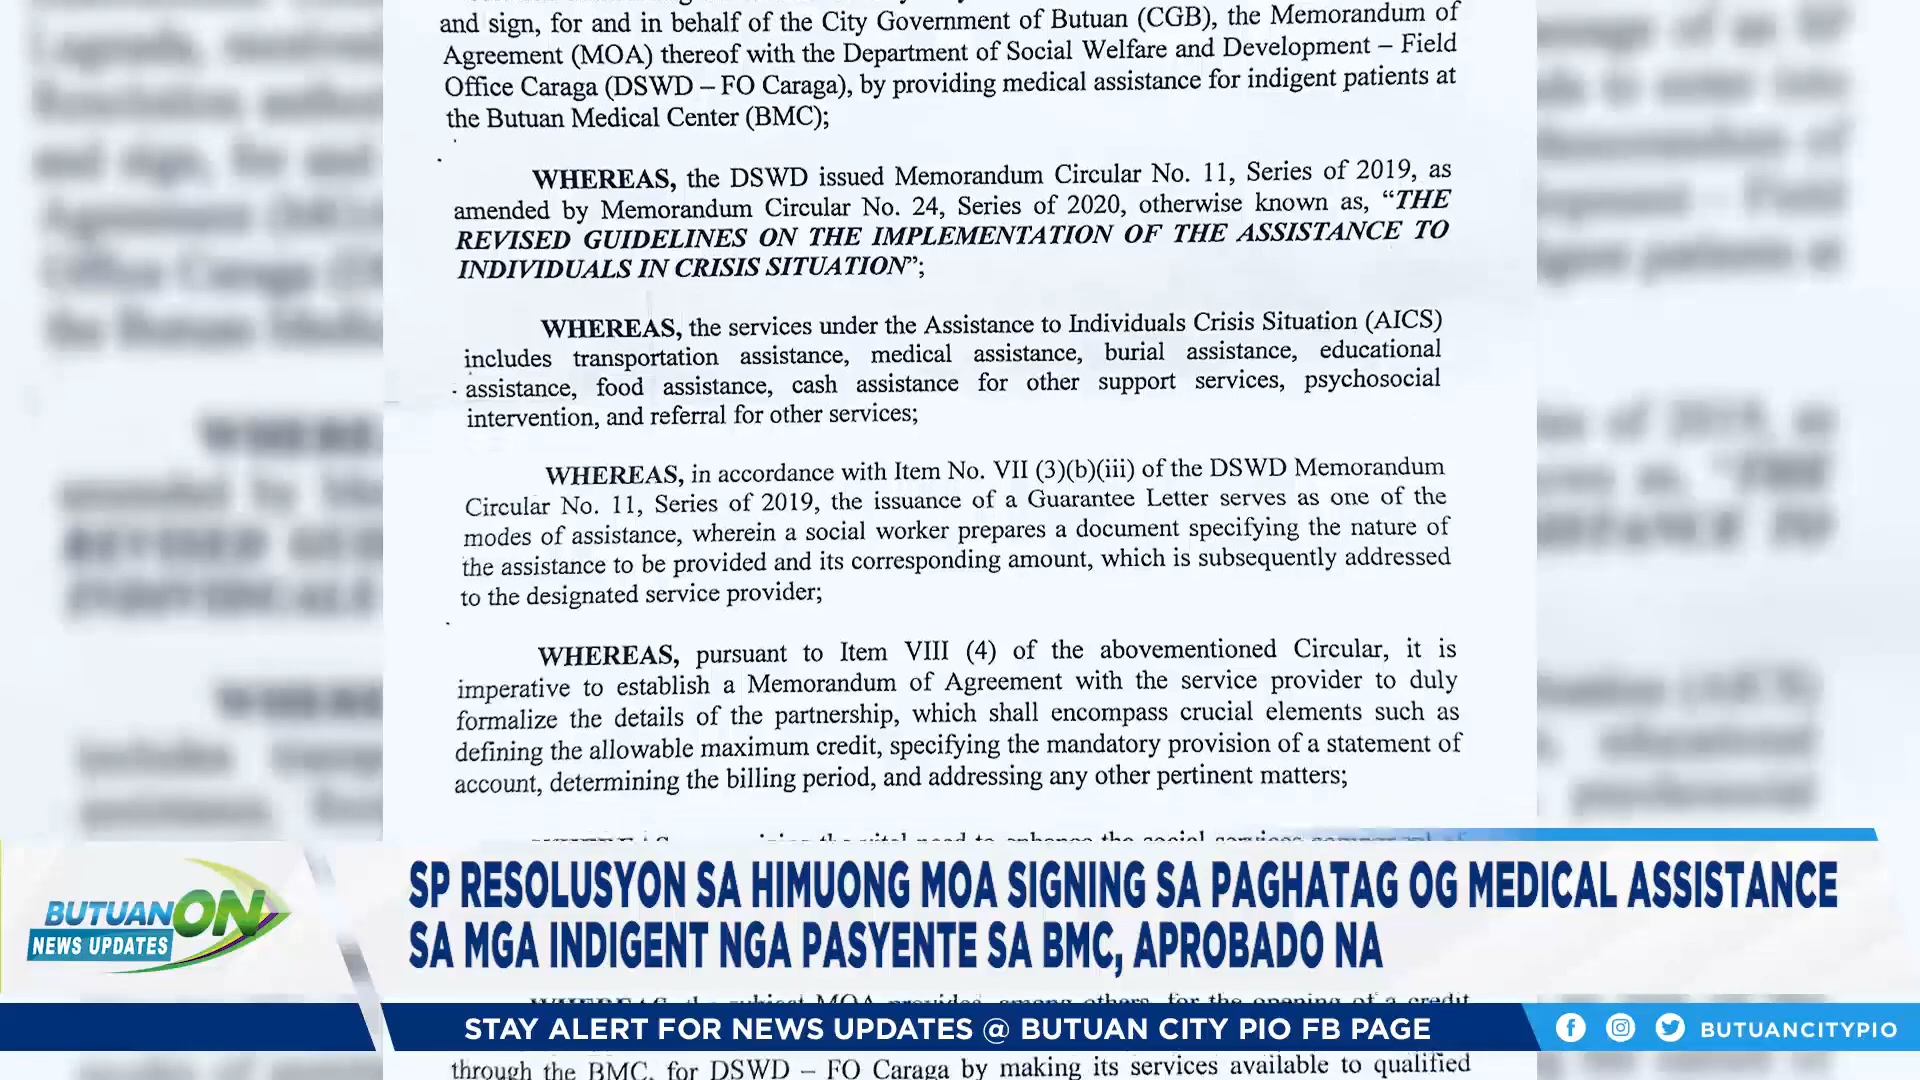 and sign, for and in behalf of the City Government of Butuan (CGB), the Memorandum of
Agreement (MOA) thereof with the Department of Social Welfare and Development – Field
Office Caraga (DSWD – FO Caraga), by providing medical assistance for indigent patients at
the Butuan Medical Center (BMC);
WHEREAS, the DSWD issued Memorandum Circular No. 11, Series of 2019, as
amended by Memorandum Circular No. 24, Series of 2020, otherwise known as, “THE
REVISED GUIDELINES ON THE IMPLEMENTATION OF THE ASSISTANCE TO
INDIVIDUALS IN CRISIS SITUATION”;
WHEREAS, the services under the Assistance to Individuals Crisis Situation (AICS)
includes transportation assistance, medical assistance, burial assistance, educational
assistance, food assistance, cash assistance for other support services, psychosocial
intervention, and referral for other services;
WHEREAS, in accordance with Item No. VII (3)(b)(iii) of the DSWD Memorandum
Circular No. 11, Series of 2019, the issuance of a Guarantee Letter serves as one of the
modes of assistance, wherein a social worker prepares a document specifying the nature of
the assistance to be provided and its corresponding amount, which is subsequently addressed
to the designated service provider;
WHEREAS, pursuant to Item VIII (4) of the abovementioned Circular, it is
imperative to establish a Memorandum of Agreement with the service provider to duly
formalize the details of the partnership, which shall encompass crucial elements such as
defining the allowable maximum credit, specifying the mandatory provision of a statement of
account, determining the billing period, and addressing any other pertinent matters;
BUTUAN ON
NEWS UPDATES
SP RESOLUSYON SA HIMUONG MOA SIGNING SA PAGHATAG OG MEDICAL ASSISTANCE
SA MGA INDIGENT NGA PASYENTE SA BMC, APROBADO NA
STAY ALERT FOR NEWS UPDATES @ BUTUAN CITY PIO FB PAGE
BUTUANCITYPIO
through the BMC, for DSWD – FO Caraga by making its services available to qualified